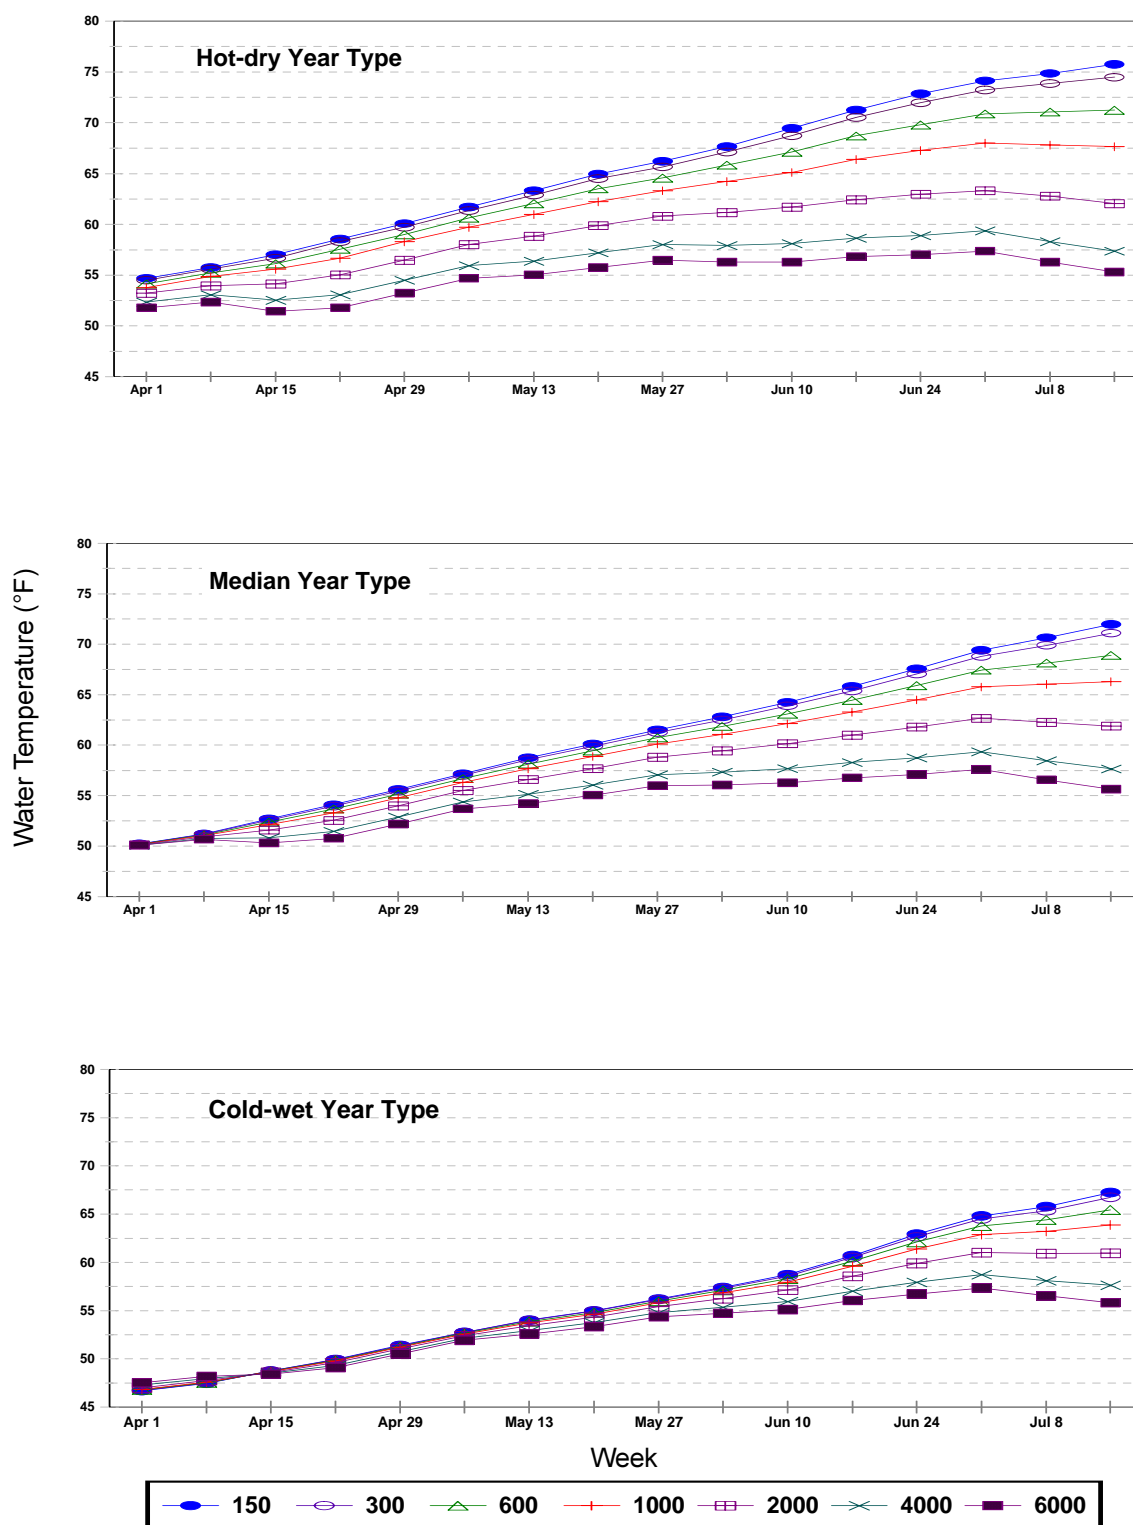 80
Hot-dry Year Type
75
70
65
60
55
50
45
Apr 1 Apr 15 Apr 29 May 13 May 27 Jun 10 Jun 24 Jul 8
Water Temperature (°F)
80
Median Year Type
75
70
65
60
55
50
45
Apr 1 Apr 15 Apr 29 May 13 May 27 Jun 10 Jun 24 Jul 8
80
Cold-wet Year Type
75
70
65
60
55
50
45
Apr 1 Apr 15 Apr 29 May 13 May 27 Jun 10 Jun 24 Jul 8
Week
150 300 600 1000 2000 4000 6000